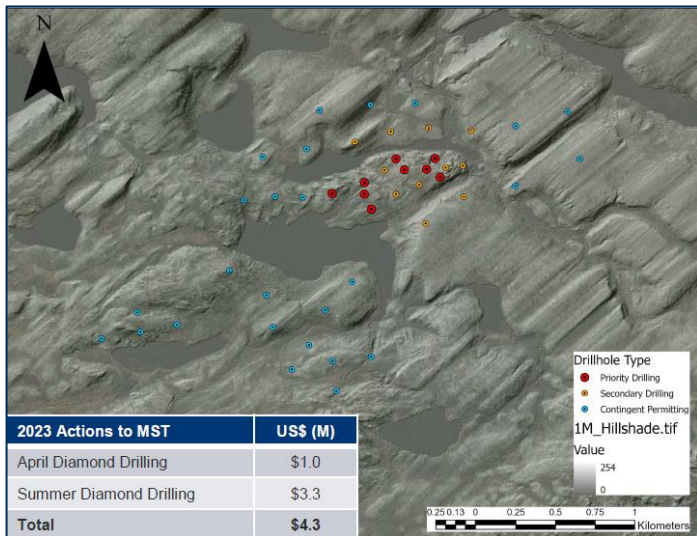 N
Drillhole Type
Priority Drilling
Secondary Drilling
Contingent Permitting
1M_Hillshade.tif
Value
254
0
2023 Actions to MST US$ (M)
April Diamond Drilling $1.0
Summer Diamond Drilling $3.3
Total $4.3
0.25 0.13 0 0.25 0.5 0.75 1
Kilometers